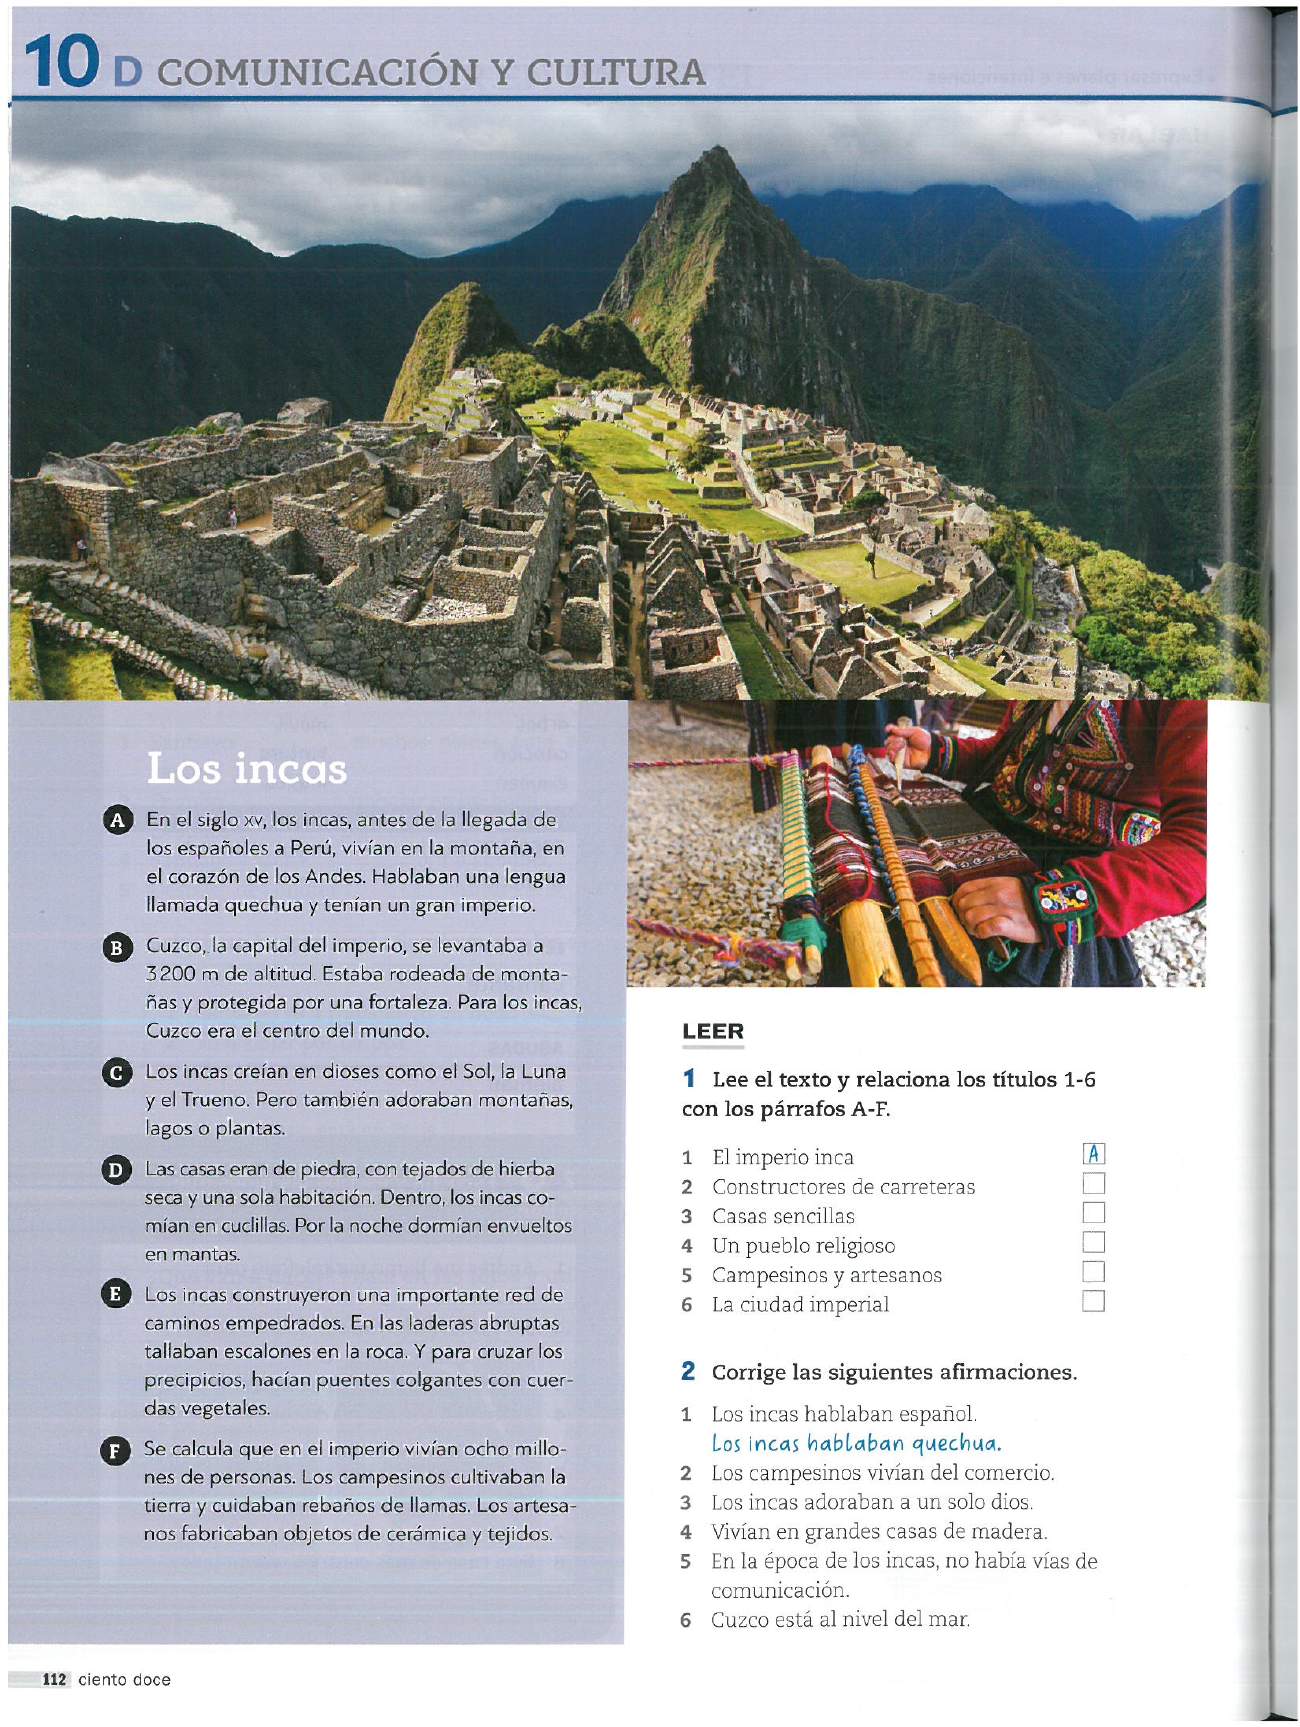 10 D COMUNICACIÓN Y CULTURA
Los incas
A En el siglo XV, los incas, antes de la llegada de
los españoles a Perú, vivían en la montaña, en
el corazón de los Andes. Hablaban una lengua
llamada quechua y tenían un gran imperio.
B Cuzco, la capital del imperio, se levantaba a
3200 m de altitud. Estaba rodeada de monta-
ñas y protegida por una fortaleza. Para los incas,
Cuzco era el centro del mundo.
C Los incas creían en dioses como el Sol, la Luna
y el Trueno. Pero también adoraban montañas,
lagos o plantas.
D Las casas eran de piedra, con tejados de hierba
seca y una sola habitación. Dentro, los incas co-
mían en cuclillas. Por la noche dormían envueltos
en mantas.
E Los incas construyeron una importante red de
caminos empedrados. En las laderas abruptas
tallaban escalones en la roca. Y para cruzar los
precipicios, hacían puentes colgantes con cuer-
das vegetales.
F Se calcula que en el imperio vivían ocho millo-
nes de personas. Los campesinos cultivaban la
tierra y cuidaban rebaños de llamas. Los artesa-
nos fabricaban objetos de cerámica y tejidos.
LEER
1 Lee el texto y relaciona los títulos 1-6
con los párrafos A-F.
1 El imperio inca A
2 Constructores de carreteras
3 Casas sencillas
4 Un pueblo religioso
5 Campesinos y artesanos
6 La ciudad imperial
2 Corrige las siguientes afirmaciones.
1 Los incas hablaban español.
Los incas hablaban quechua.
2 Los campesinos vivían del comercio.
3 Los incas adoraban a un solo dios.
4 Vivían en grandes casas de madera.
5 En la época de los incas, no había vías de
comunicación.
6 Cuzco está al nivel del mar.
112 ciento doce